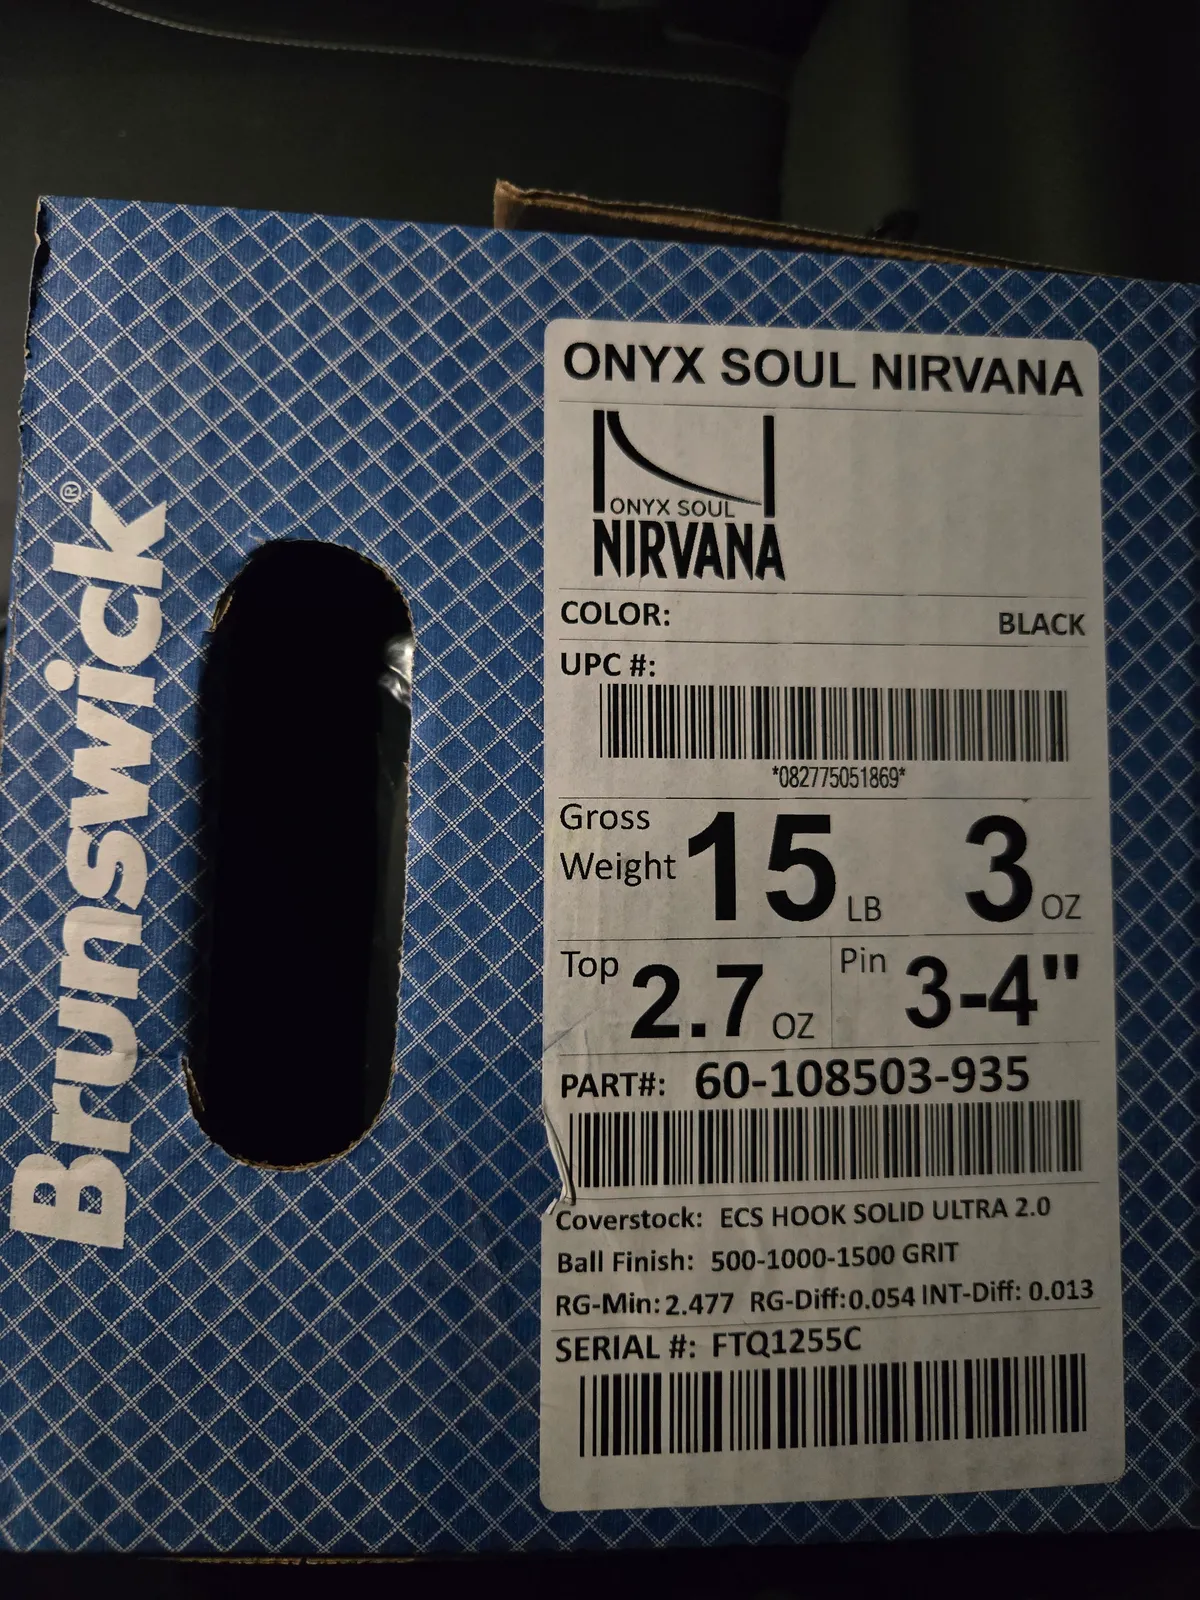 Brunswick®
ONYX SOUL NIRVANA
ONYX SOUL
NIRVANA
COLOR: BLACK
UPC #:
*082775051869*
Gross Weight 15 LB 3 OZ
Top 2.7 OZ Pin 3-4"
PART#: 60-108503-935
Coverstock: ECS HOOK SOLID ULTRA 2.0
Ball Finish: 500-1000-1500 GRIT
RG-Min: 2.477 RG-Diff: 0.054 INT-Diff: 0.013
SERIAL #: FTQ1255C